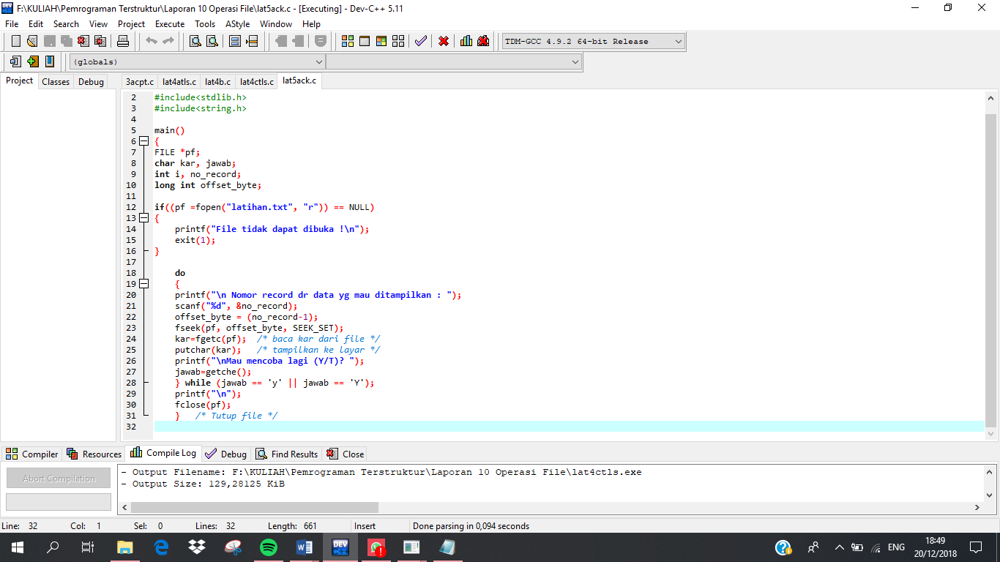 F:\KULIAH\Pemrograman Terstruktur\Laporan 10 Operasi File\lat5ack.c - [Executing] - Dev-C++ 5.11
File Edit Search View Project Execute Tools AStyle Window Help
TDM-GCC 4.9.2 64-bit Release
(globals)
Project Classes Debug 3acpt.c lat4atls.c lat4b.c lat4ctls.c lat5ack.c
2 #include<stdlib.h>
3 #include<string.h>
4
5 main()
6 {
7 FILE *pf;
8 char kar, jawab;
9 int i, no_record;
10 long int offset_byte;
11
12 if((pf =fopen("latihan.txt", "r")) == NULL)
13 {
14 printf("File tidak dapat dibuka !\n");
15 exit(1);
16 }
17
18 do
19 {
20 printf("\n Nomor record dr data yg mau ditampilkan : ");
21 scanf("%d", &no_record);
22 offset_byte = (no_record-1);
23 fseek(pf, offset_byte, SEEK_SET);
24 kar=fgetc(pf); /* baca kar dari file */
25 putchar(kar); /* tampilkan ke layar */
26 printf("\nMau mencoba lagi (Y/T)? ");
27 jawab=getche();
28 } while (jawab == 'y' || jawab == 'Y');
29 printf("\n");
30 fclose(pf);
31 } /* Tutup file */
32
Compiler Resources Compile Log Debug Find Results Close
Abort Compilation
- Output Filename: F:\KULIAH\Pemrograman Terstruktur\Laporan 10 Operasi File\lat4ctls.exe
- Output Size: 129,28125 KiB
Line: 32 Col: 1 Sel: 0 Lines: 32 Length: 661 Insert Done parsing in 0,094 seconds
DEV
ENG
18:49
20/12/2018